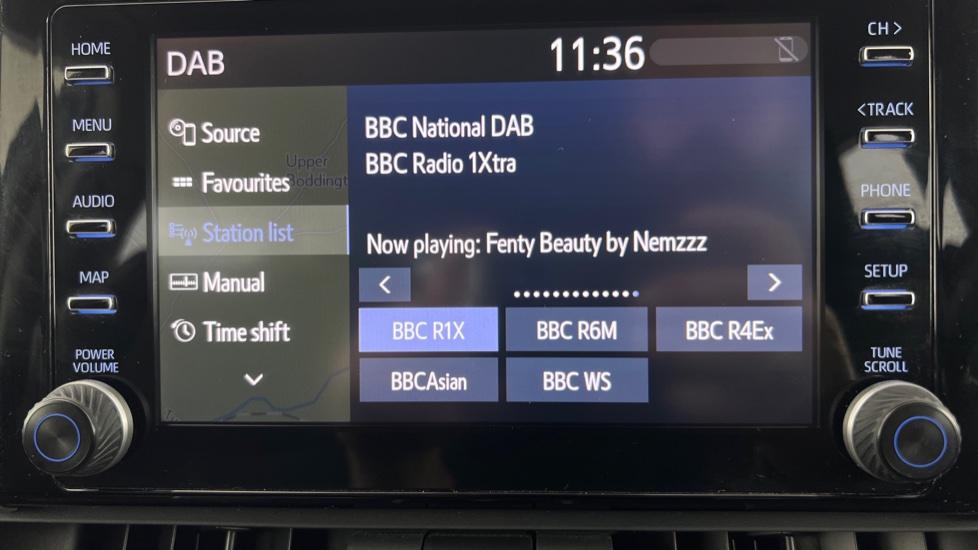 HOME
MENU
AUDIO
MAP
POWER
VOLUME
DAB
11:36
Source
Favourites
Station list
Manual
Time shift
Upper
Boddingt
BBC National DAB
BBC Radio 1Xtra
Now playing: Fenty Beauty by Nemzzz
<
>
BBC R1X
BBC R6M
BBC R4Ex
BBCAsian
BBC WS
CH >
< TRACK
PHONE
SETUP
TUNE
SCROLL